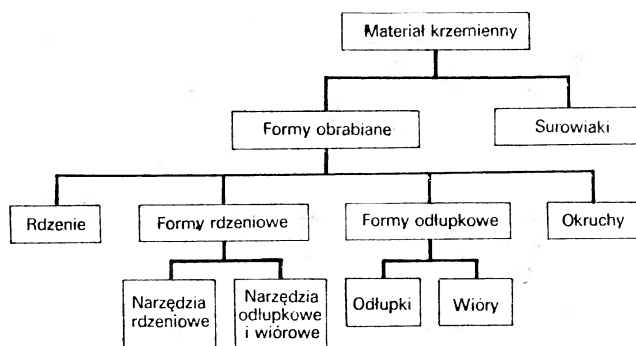 Materiał krzemienny
Formy obrabiane
Surowiaki
Rdzenie
Formy rdzeniowe
Formy odłupkowe
Okruchy
Narzędzia
rdzeniowe
Narzędzia
odłupkowe
i wiórowe
Odłupki
Wióry